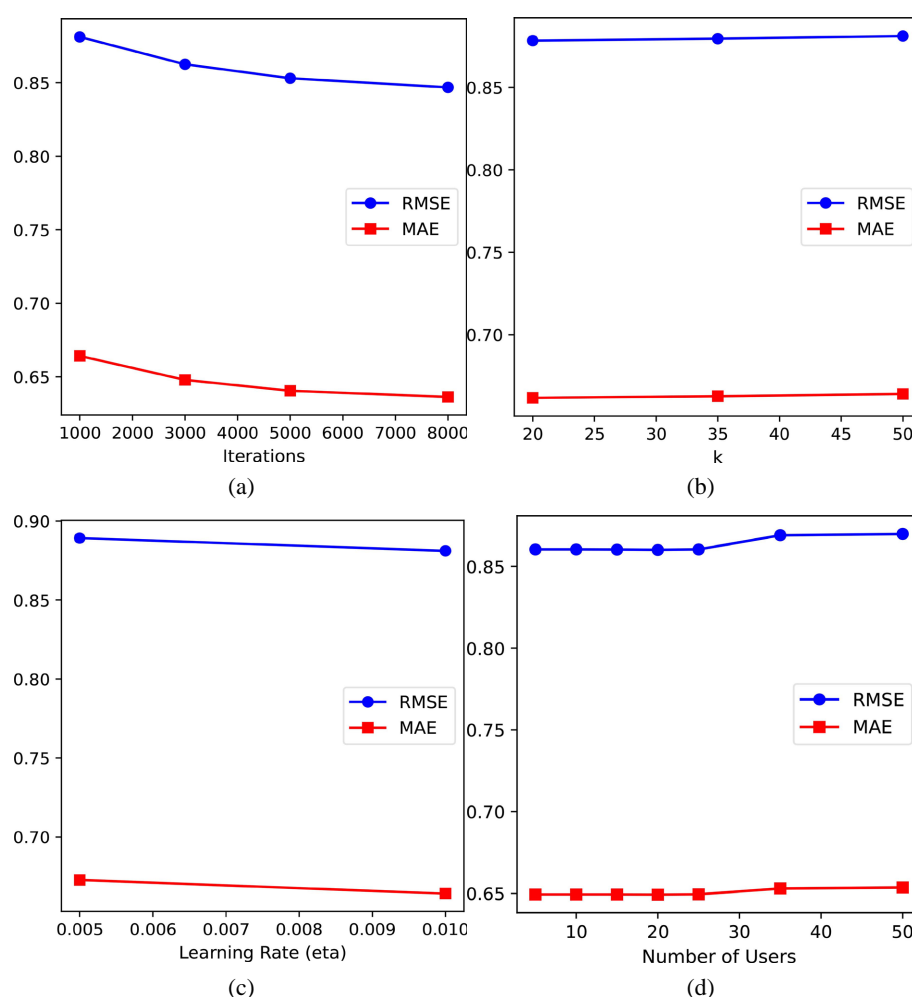 0.85
0.80
0.75
0.70
0.65
RMSE
MAE
1000 2000 3000 4000 5000 6000 7000 8000
Iterations
(a)
0.85
0.80
0.75
0.70
RMSE
MAE
20 25 30 35 40 45 50
k
(b)
0.90
0.85
0.80
0.75
0.70
RMSE
MAE
0.005 0.006 0.007 0.008 0.009 0.010
Learning Rate (eta)
(c)
0.85
0.80
0.75
0.70
0.65
RMSE
MAE
10 20 30 40 50
Number of Users
(d)